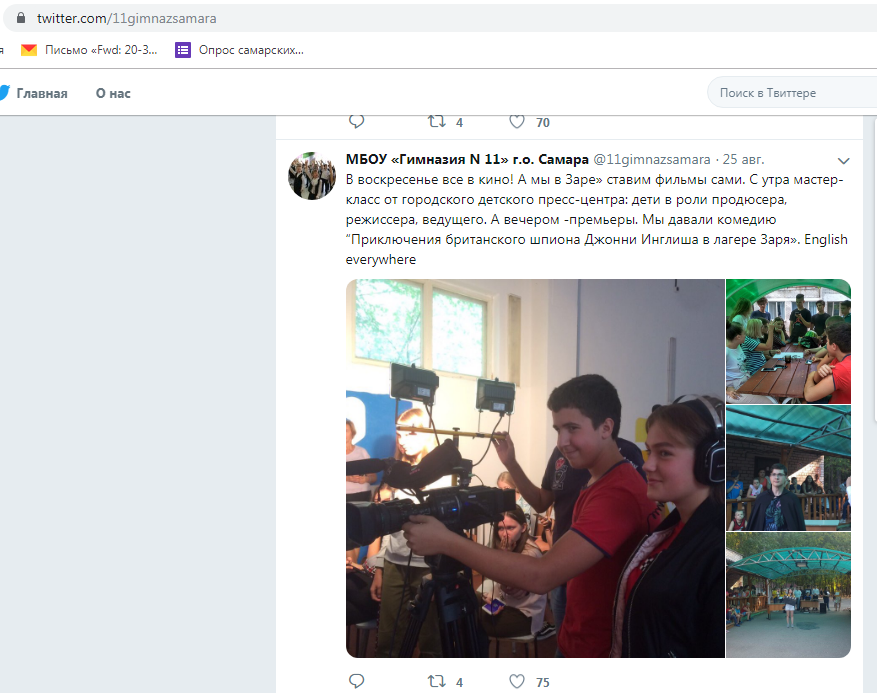 twitter.com/11gimnazsamara
я Письмо «Fwd: 20-3... Опрос самарских...
Главная О нас Поиск в Твиттере
4 70
МБОУ «Гимназия N 11» г.о. Самара @11gimnazsamara · 25 авг.
В воскресенье все в кино! А мы в Заре» ставим фильмы сами. С утра мастер-
класс от городского детского пресс-центра: дети в роли продюсера,
режиссера, ведущего. А вечером -премьеры. Мы давали комедию
"Приключения британского шпиона Джонни Инглиша в лагере Заря». English
everywhere
4 75